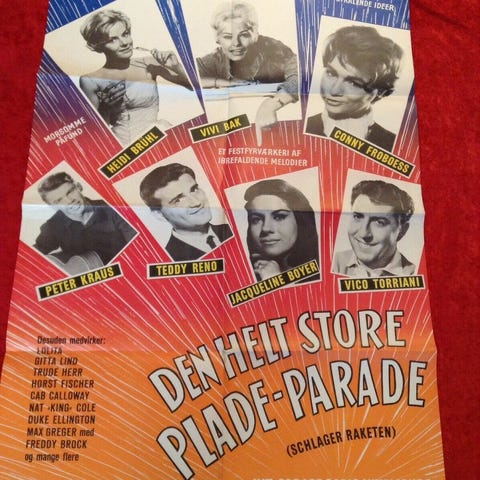 STRÅLENDE IDEER
MORSOMME
PÅFUND
HEIDI BRÜHL
VIVI BAK
CONNY FROBOESS
ET FESTFYRVÆRKERI AF
IØREFALDENDE MELODIER
PETER KRAUS
TEDDY RENO
JACQUELINE BOYER
VICO TORRIANI
Desuden medvirker:
LOLITA
GITTA LIND
TRUDE HERR
HORST FISCHER
CAB CALLOWAY
NAT »KING« COLE
DUKE ELLINGTON
MAX GREGER med
FREDDY BROCK
og mange flere
DEN HELT STORE
PLADE-PARADE
(SCHLAGER RAKETEN)